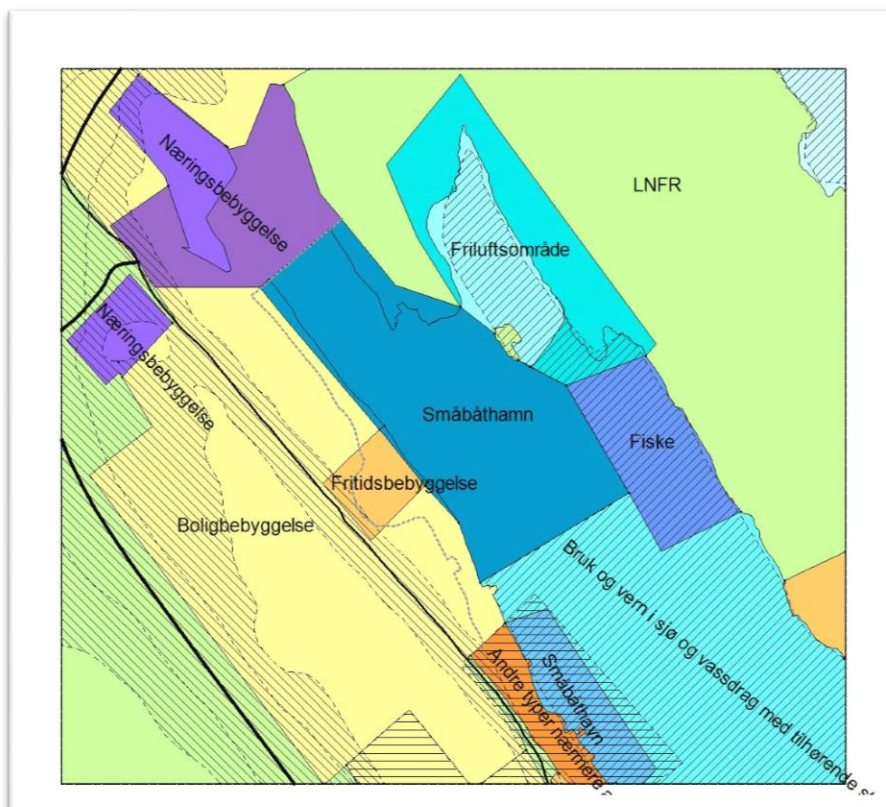 Næringsbebyggelse
LNFR
Friluftsområde
Næringsbebyggelse
Småbåthamn
Fiske
Fritidsbebyggelse
Boligbebyggelse
Bruk og vern i sjø og vassdrag med tilhørende
Småbåthavn
Andre typer nærmere